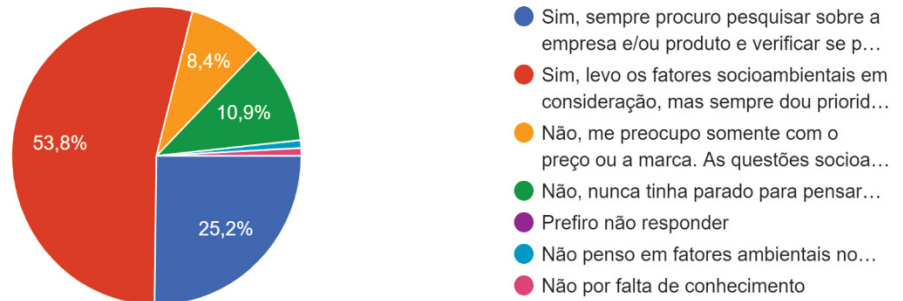 53,8%
8,4%
10,9%
25,2%
Sim, sempre procuro pesquisar sobre a
empresa e/ou produto e verificar se p…
Sim, levo os fatores socioambientais em
consideração, mas sempre dou priorid…
Não, me preocupo somente com o
preço ou a marca. As questões socioa…
Não, nunca tinha parado para pensar…
Prefiro não responder
Não penso em fatores ambientais no…
Não por falta de conhecimento